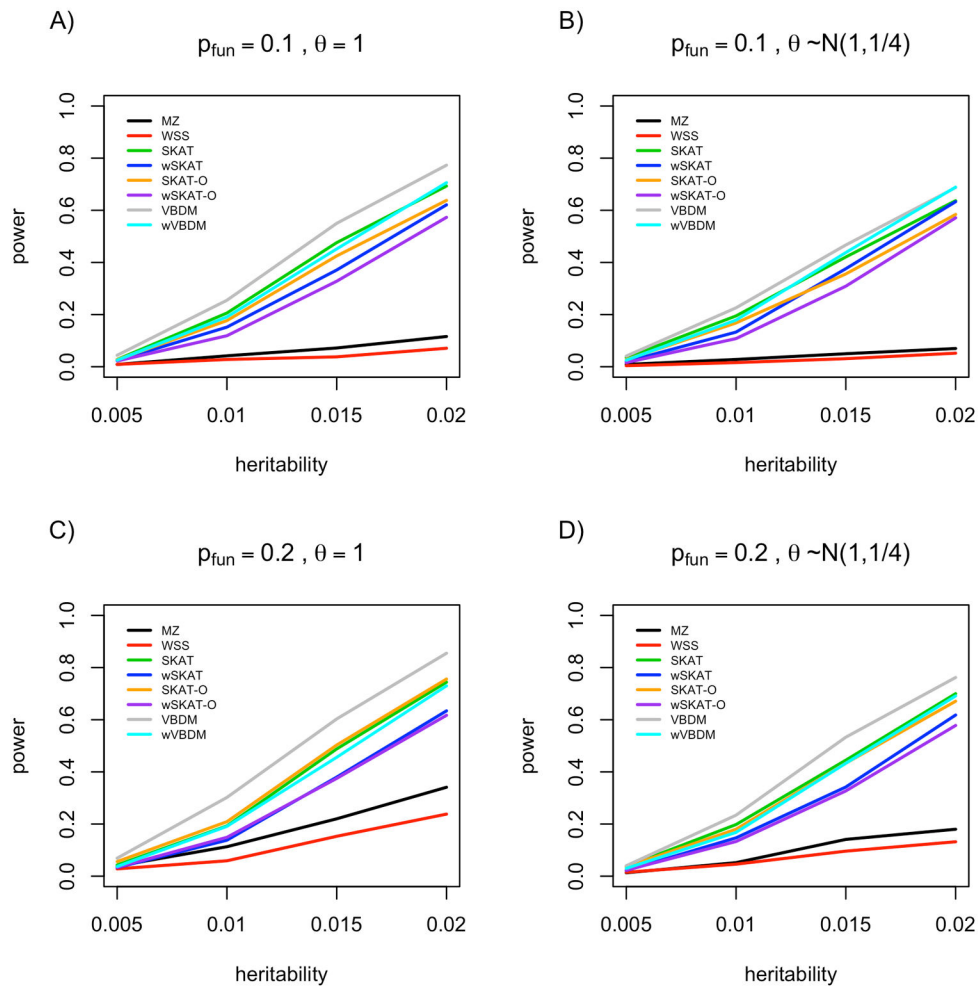 A)
p_fun = 0.1 , θ = 1
power
1.0
0.8
0.6
0.4
0.2
0.0
MZ
WSS
SKAT
wSKAT
SKAT-O
wSKAT-O
VBDM
wVBDM
0.005 0.01 0.015 0.02
heritability
B)
p_fun = 0.1 , θ ~N(1,1/4)
power
1.0
0.8
0.6
0.4
0.2
0.0
MZ
WSS
SKAT
wSKAT
SKAT-O
wSKAT-O
VBDM
wVBDM
0.005 0.01 0.015 0.02
heritability
C)
p_fun = 0.2 , θ = 1
power
1.0
0.8
0.6
0.4
0.2
0.0
MZ
WSS
SKAT
wSKAT
SKAT-O
wSKAT-O
VBDM
wVBDM
0.005 0.01 0.015 0.02
heritability
D)
p_fun = 0.2 , θ ~N(1,1/4)
power
1.0
0.8
0.6
0.4
0.2
0.0
MZ
WSS
SKAT
wSKAT
SKAT-O
wSKAT-O
VBDM
wVBDM
0.005 0.01 0.015 0.02
heritability